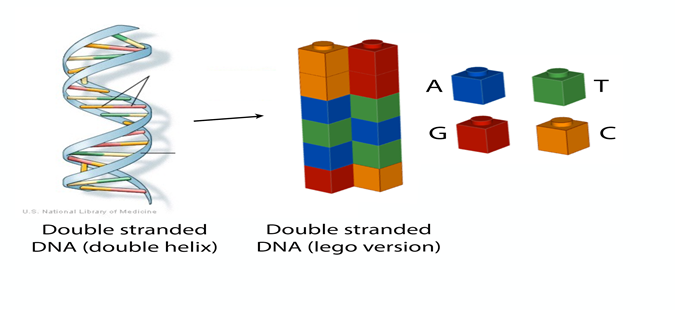 A
T
G
C
U.S. National Library of Medicine
Double stranded
DNA (double helix)
Double stranded
DNA (lego version)